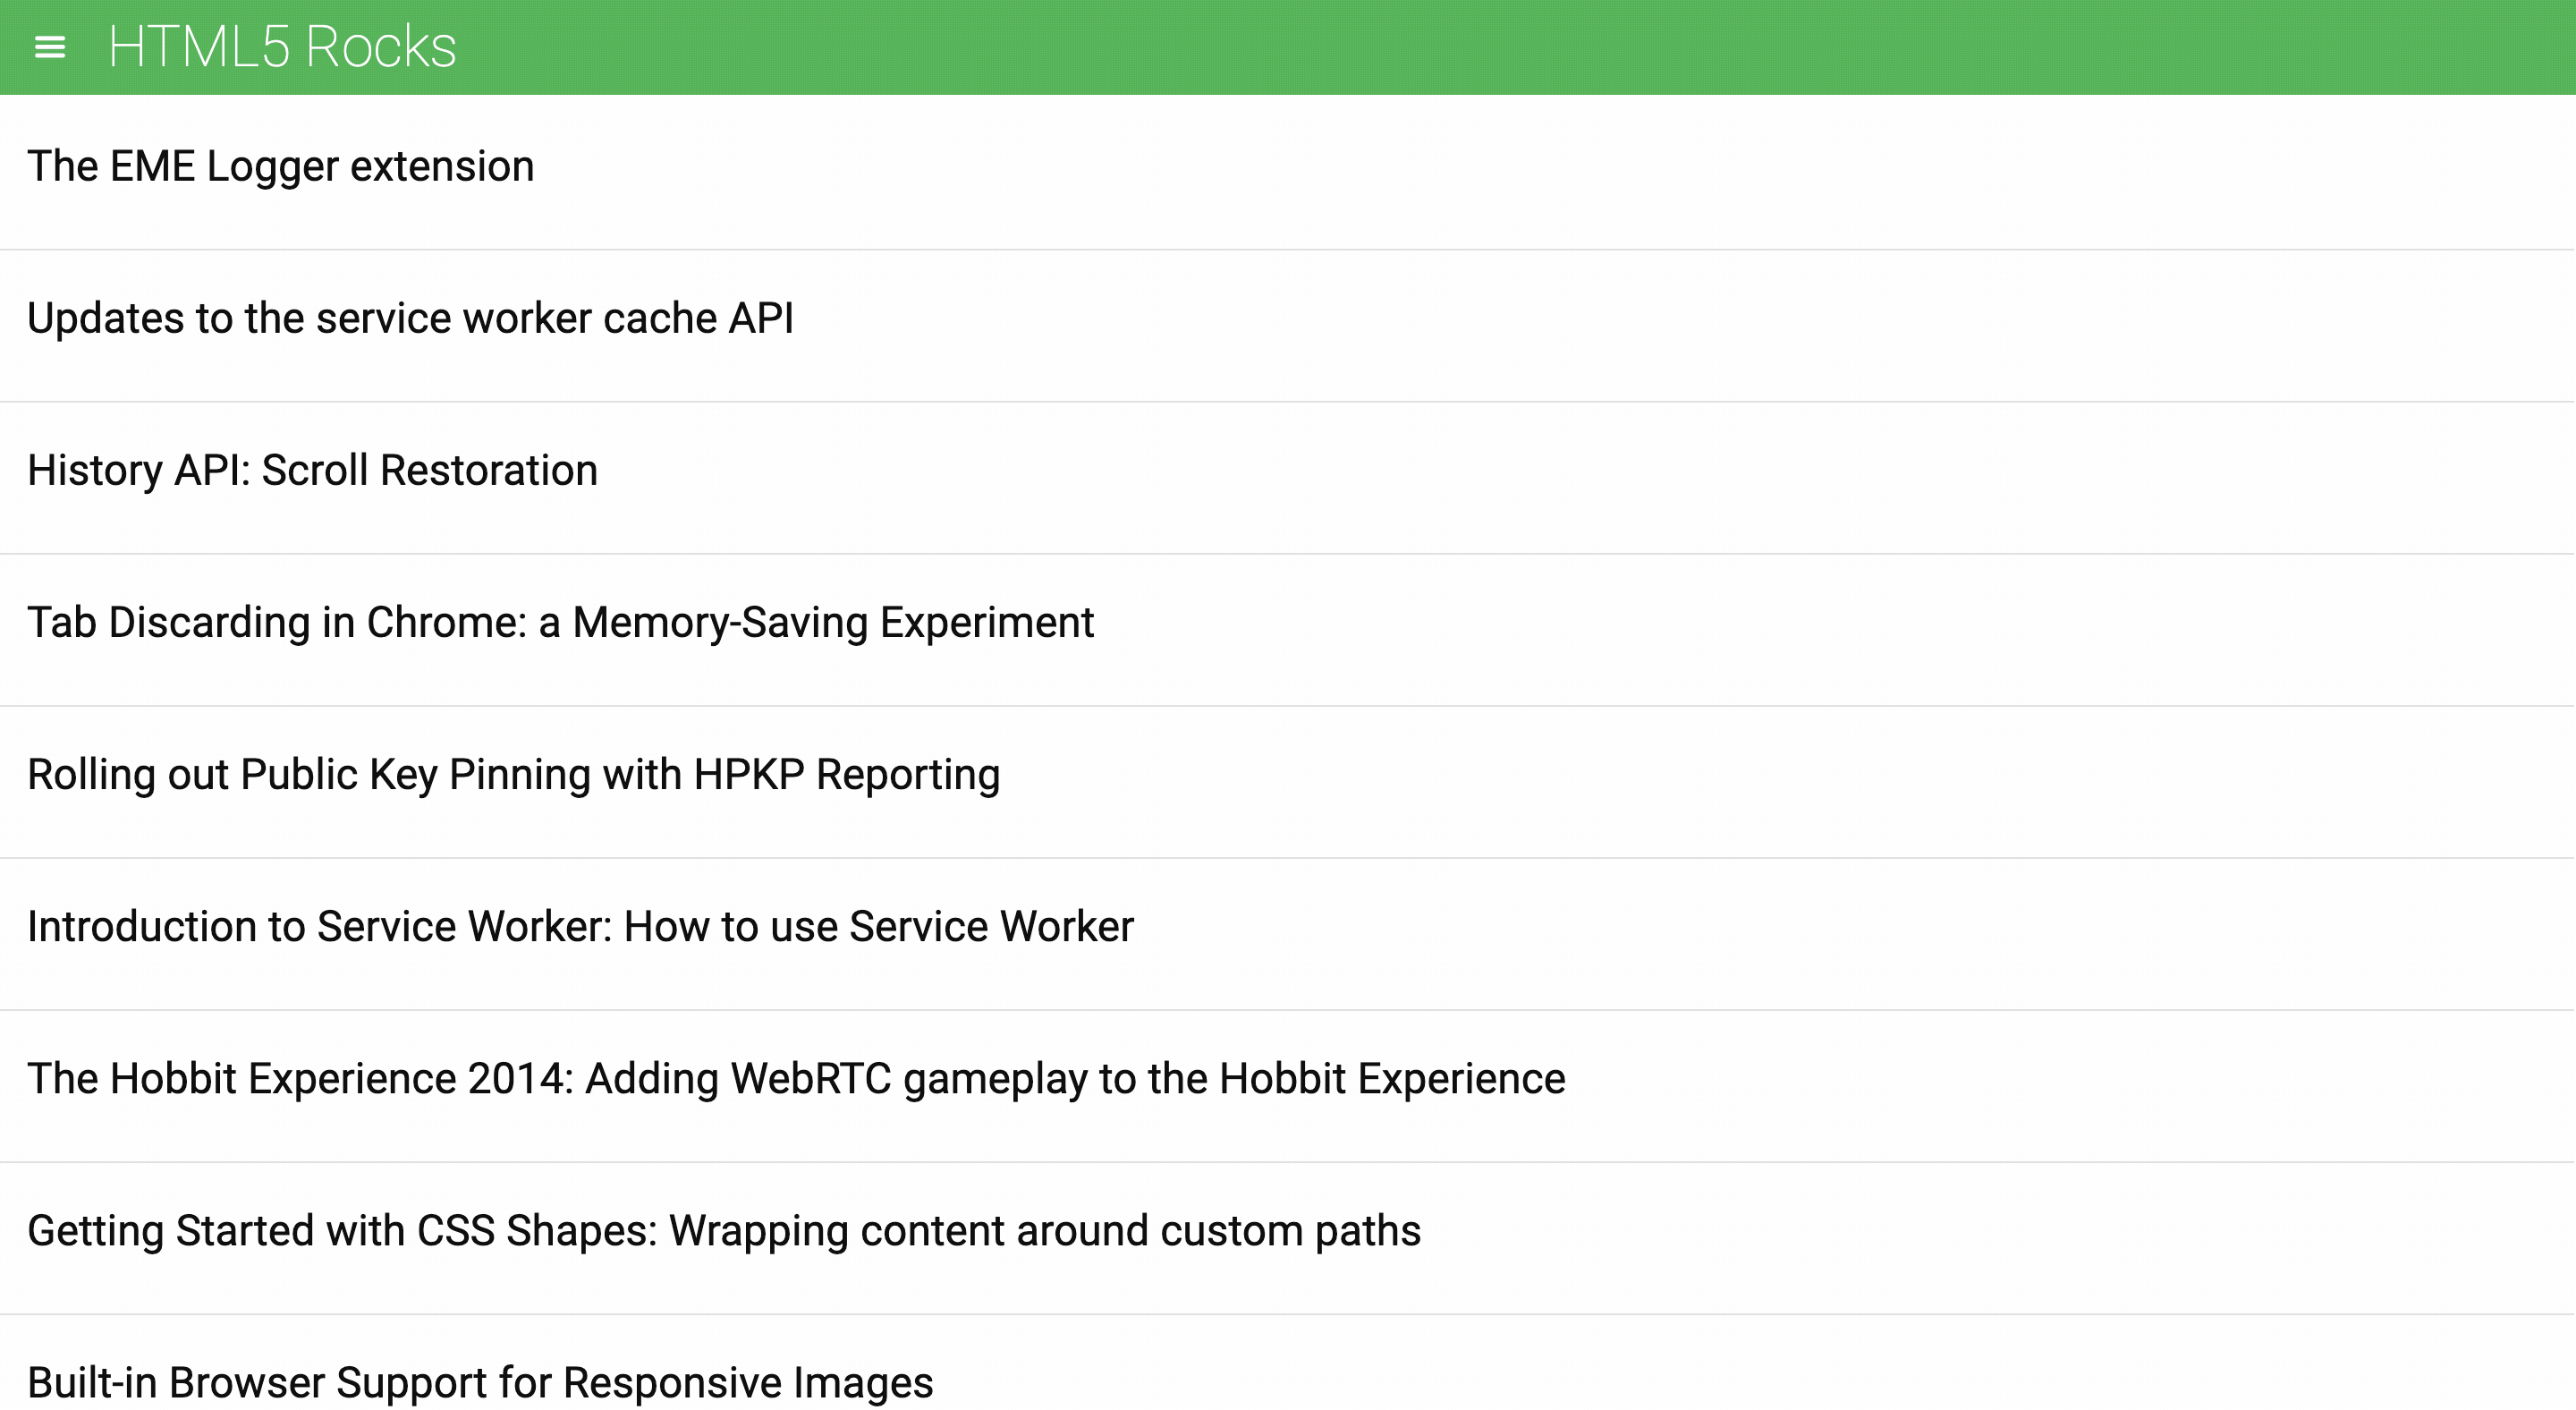 HTML5 Rocks
The EME Logger extension
Updates to the service worker cache API
History API: Scroll Restoration
Tab Discarding in Chrome: a Memory-Saving Experiment
Rolling out Public Key Pinning with HPKP Reporting
Introduction to Service Worker: How to use Service Worker
The Hobbit Experience 2014: Adding WebRTC gameplay to the Hobbit Experience
Getting Started with CSS Shapes: Wrapping content around custom paths
Built-in Browser Support for Responsive Images